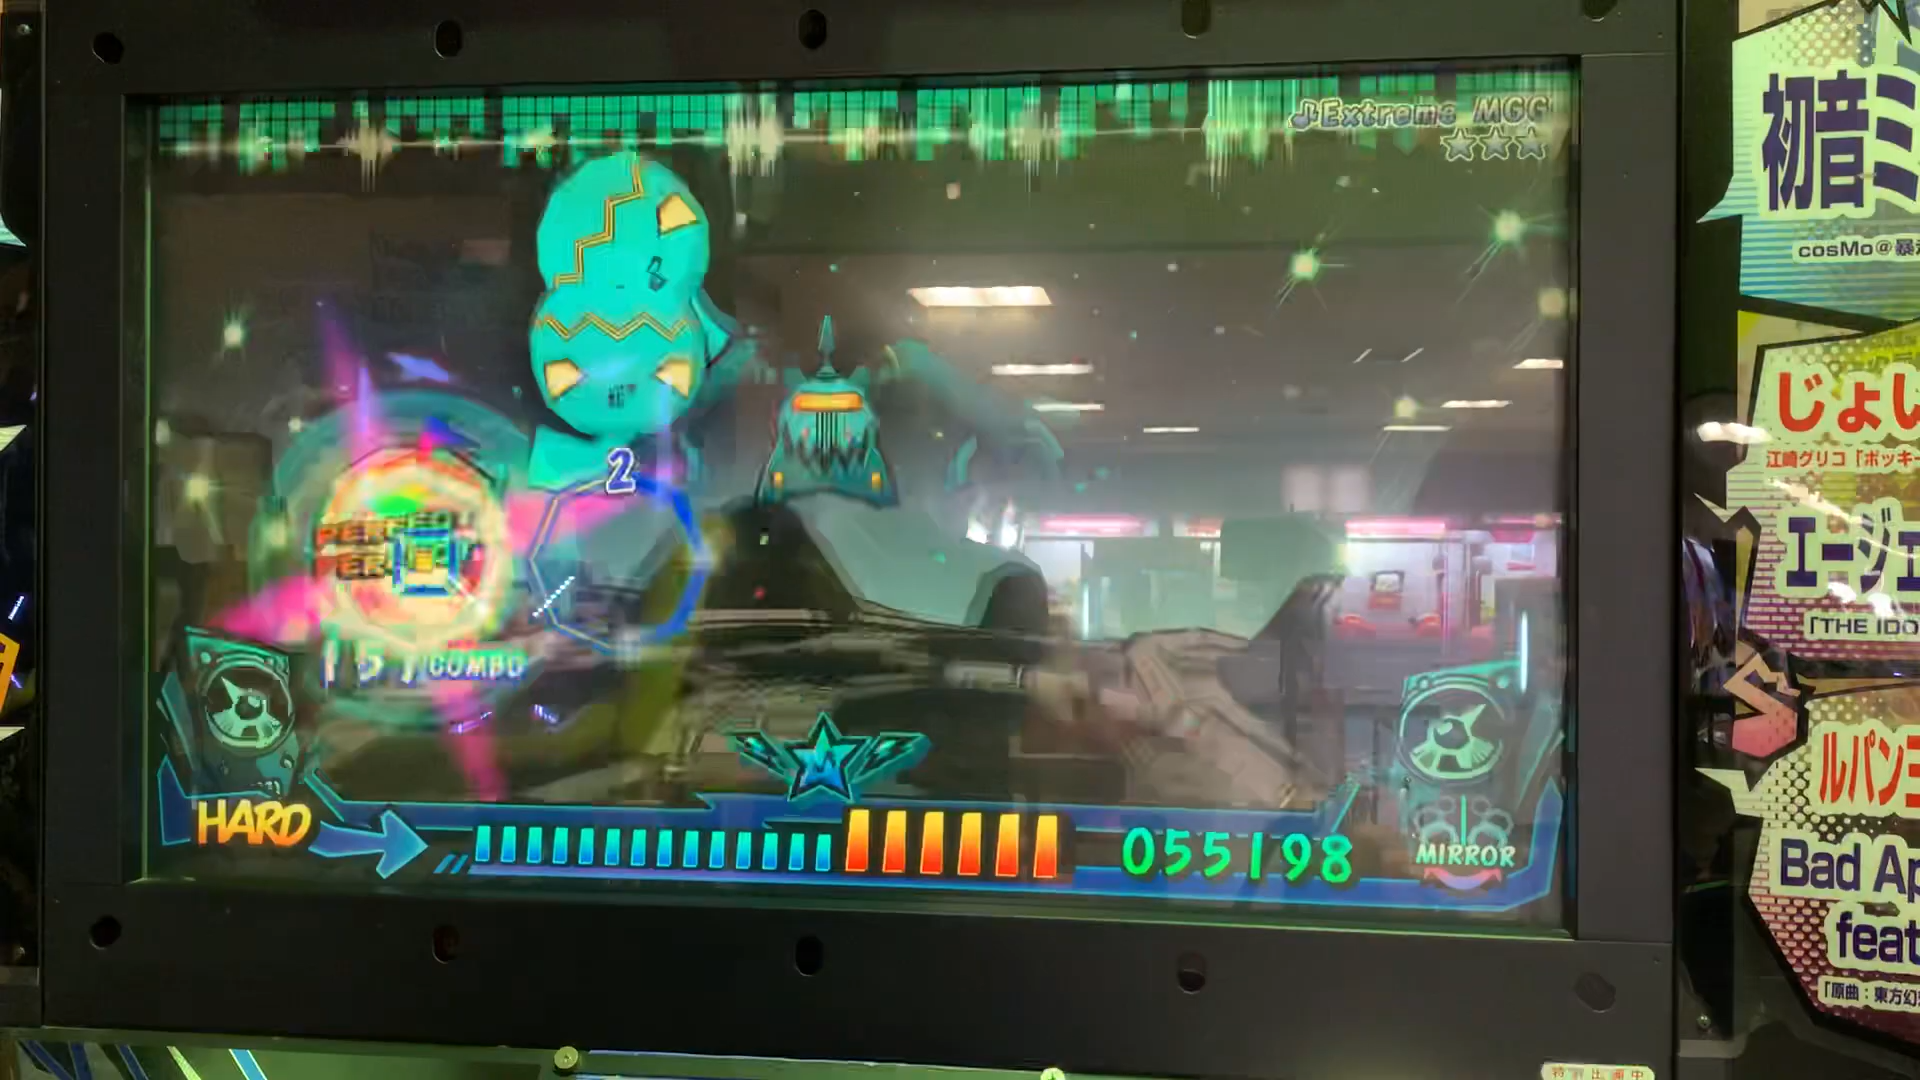 ♪Extreme MGG
☆☆☆
2
COMBO
HARD
055198
MIRROR
初音ミ
cosMo@暴
じょい
江崎グリコ「ポッキー
エージェ
「THE IDO
ルパン三
Bad Ap
feat
「原曲:東方幻